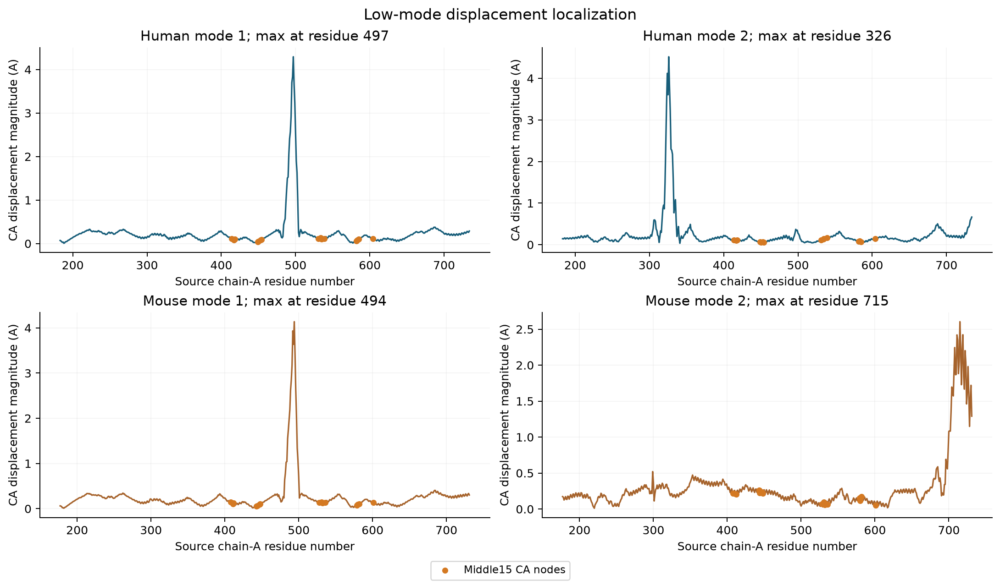 Low-mode displacement localization
Human mode 1; max at residue 497
CA displacement magnitude (A)
4
3
2
1
0
200 300 400 500 600 700
Source chain-A residue number
Human mode 2; max at residue 326
CA displacement magnitude (A)
4
3
2
1
0
200 300 400 500 600 700
Source chain-A residue number
Mouse mode 1; max at residue 494
CA displacement magnitude (A)
4
3
2
1
0
200 300 400 500 600 700
Source chain-A residue number
Mouse mode 2; max at residue 715
CA displacement magnitude (A)
2.5
2.0
1.5
1.0
0.5
0.0
200 300 400 500 600 700
Source chain-A residue number
Middle15 CA nodes